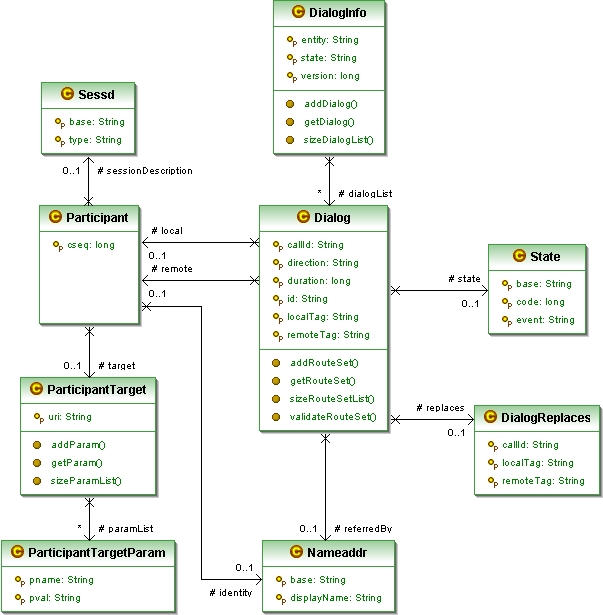 DialogInfo
entity: String
state: String
version: long
addDialog()
getDialog()
sizeDialogList()
Sessd
base: String
type: String
0..1 # sessionDescription
* # dialogList
Participant
cseq: long
# local
0..1
# remote
0..1
Dialog
callId: String
direction: String
duration: long
id: String
localTag: String
remoteTag: String
addRouteSet()
getRouteSet()
sizeRouteSetList()
validateRouteSet()
# state
0..1
State
base: String
code: long
event: String
0..1 # target
ParticipantTarget
uri: String
addParam()
getParam()
sizeParamList()
# replaces
0..1
DialogReplaces
callId: String
localTag: String
remoteTag: String
* # paramList
0..1 # referredBy
ParticipantTargetParam
pname: String
pval: String
0..1
# identity
Nameaddr
base: String
displayName: String